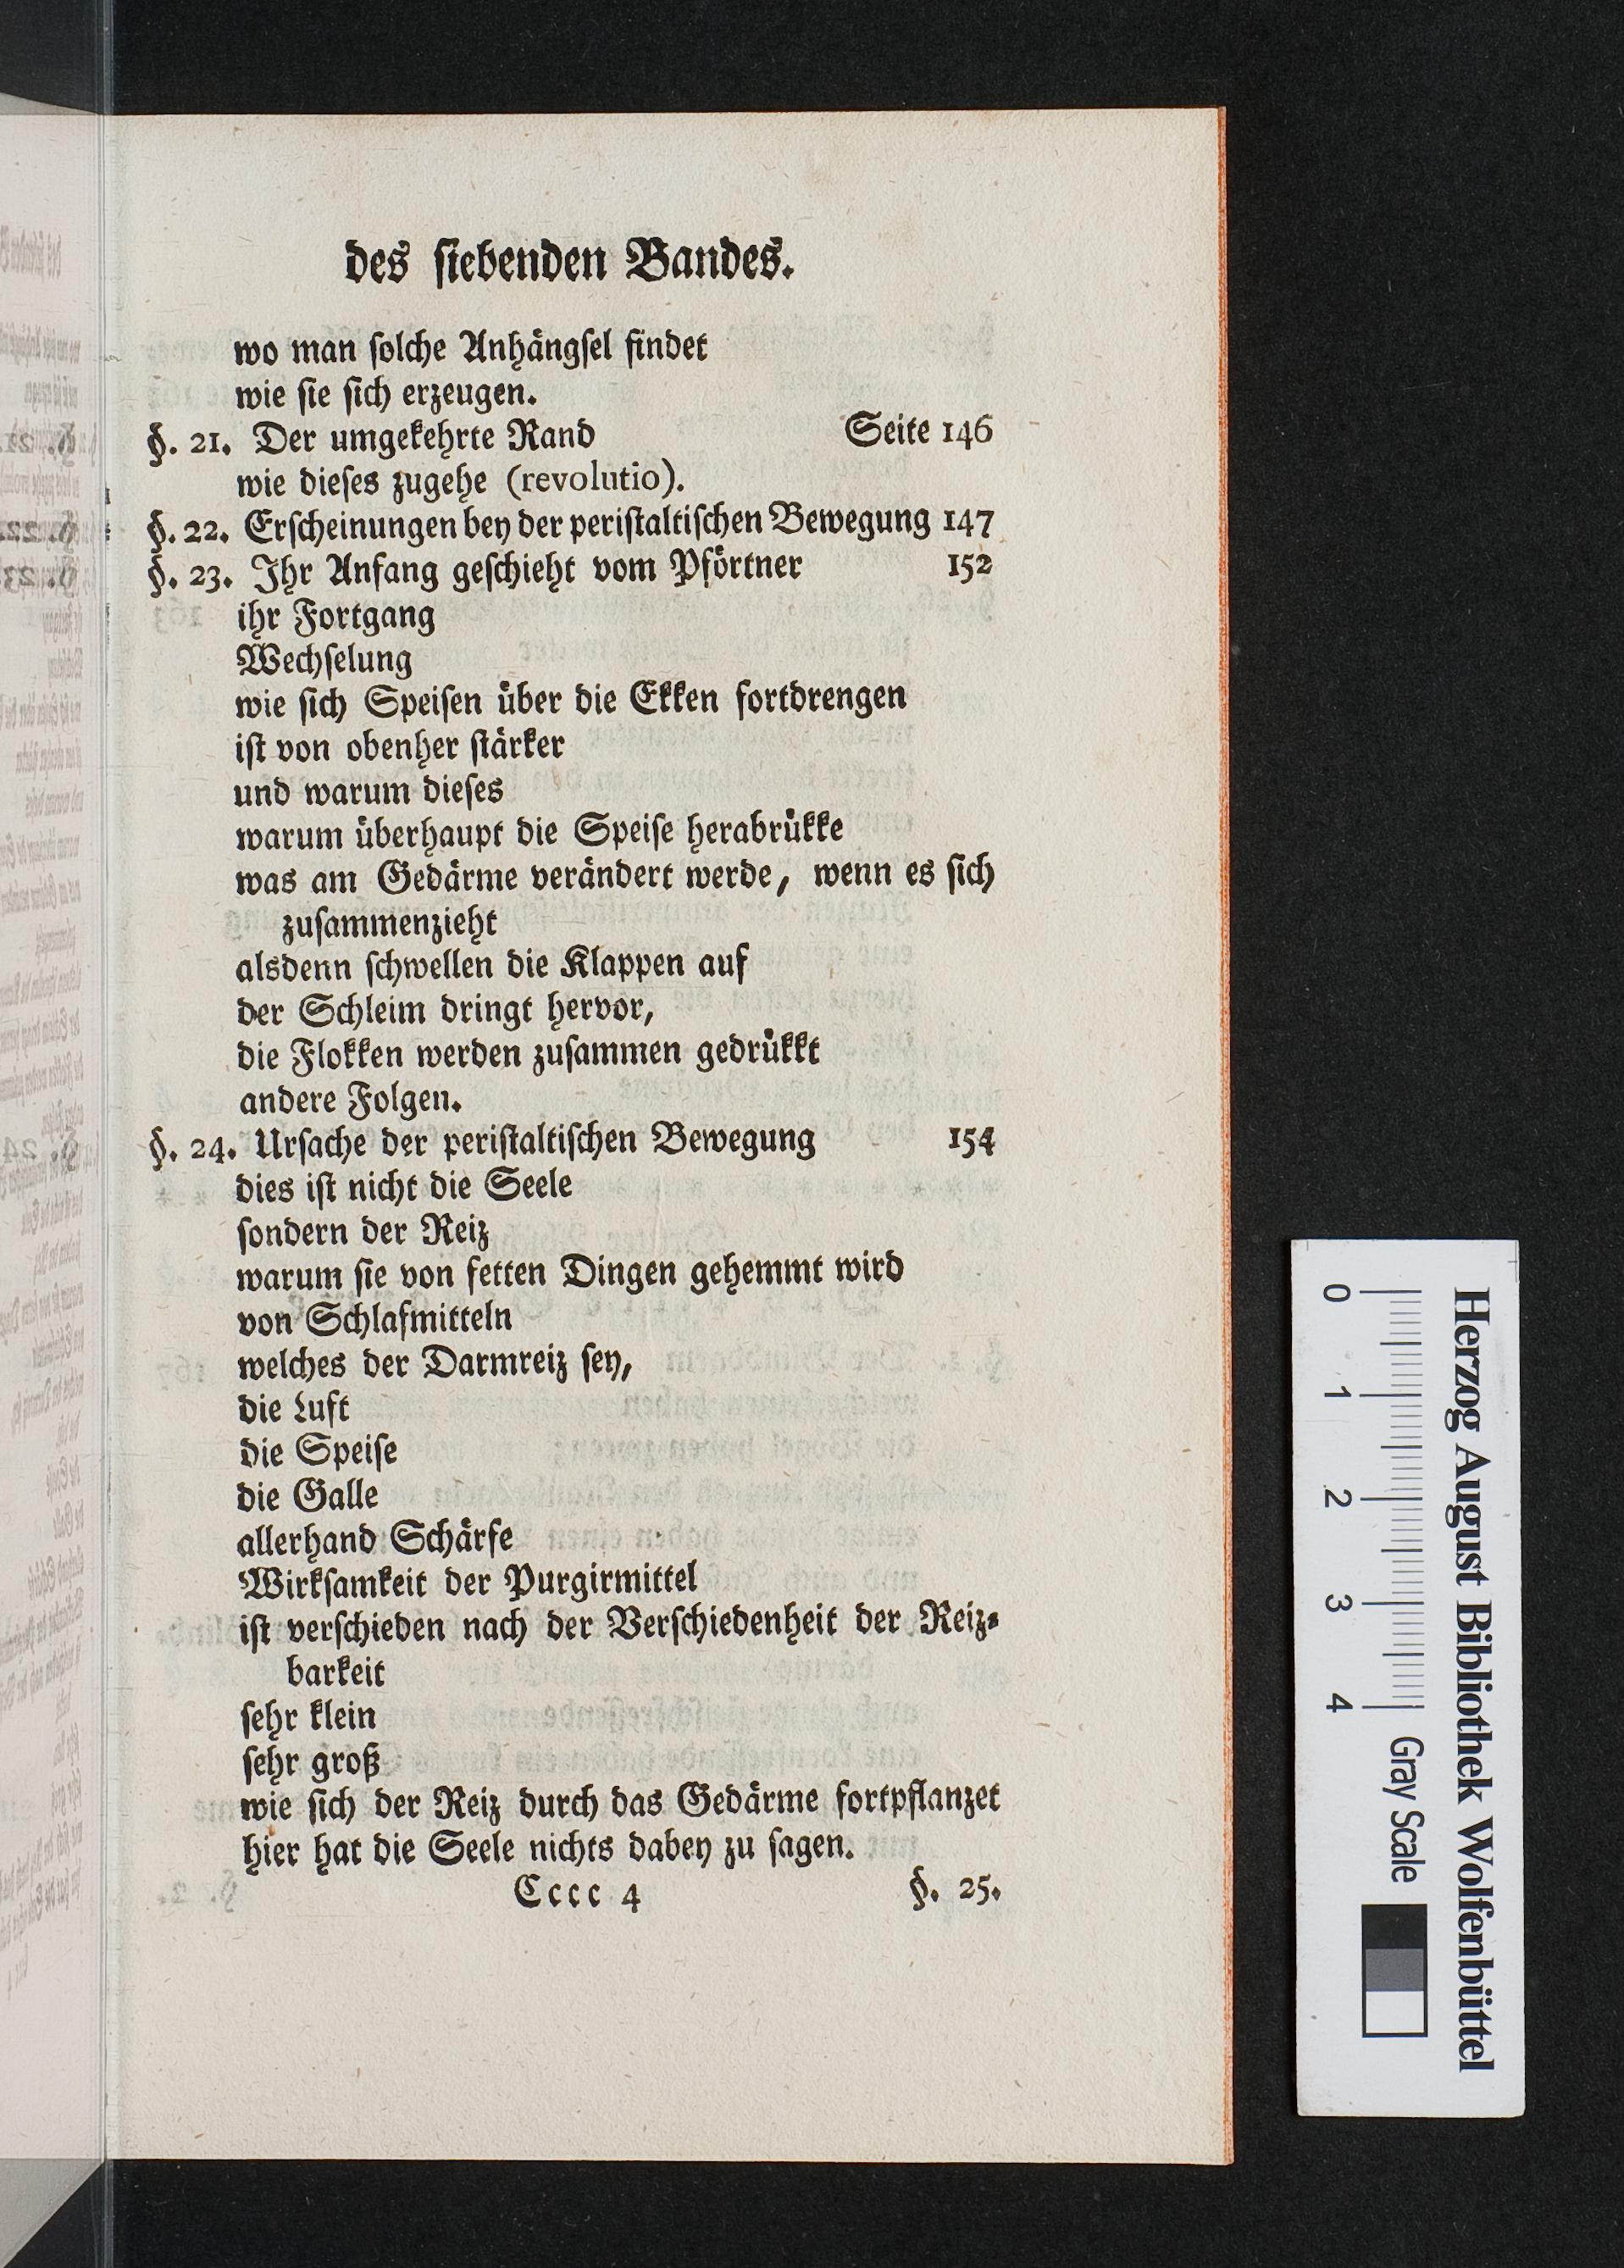 des ſiebenden Bandes.
wo man ſolche Anhängſel findet
wie ſie ſich erzeugen.
§. 21. Der umgekehrte Rand Seite 146
wie dieſes zugehe (revolutio).
§. 22. Erſcheinungen bey der periſtaltiſchen Bewegung 147
§. 23. Ihr Anfang geſchieht vom Pförtner 152
ihr Fortgang
Wechſelung
wie ſich Speiſen über die Ekken fortdrengen
iſt von obenher ſtärker
und warum dieſes
warum überhaupt die Speiſe herabrükke
was am Gedärme verändert werde, wenn es ſich
zuſammenzieht
alsdenn ſchwellen die Klappen auf
der Schleim dringt hervor,
die Flokken werden zuſammen gedrükkt
andere Folgen.
§. 24. Urſache der periſtaltiſchen Bewegung 154
dies iſt nicht die Seele
ſondern der Reiz
warum ſie von fetten Dingen gehemmt wird
von Schlafmitteln
welches der Darmreiz ſey,
die Luft
die Speiſe
die Galle
allerhand Schärfe
Wirkſamkeit der Purgirmittel
iſt verſchieden nach der Verſchiedenheit der Reiz⸗
barkeit
ſehr klein
ſehr groß
wie ſich der Reiz durch das Gedärme fortpflanzet
hier hat die Seele nichts dabey zu ſagen.
Cccc 4 §. 25.
Herzog August Bibliothek Wolfenbüttel
0 1 2 3 4 Gray Scale